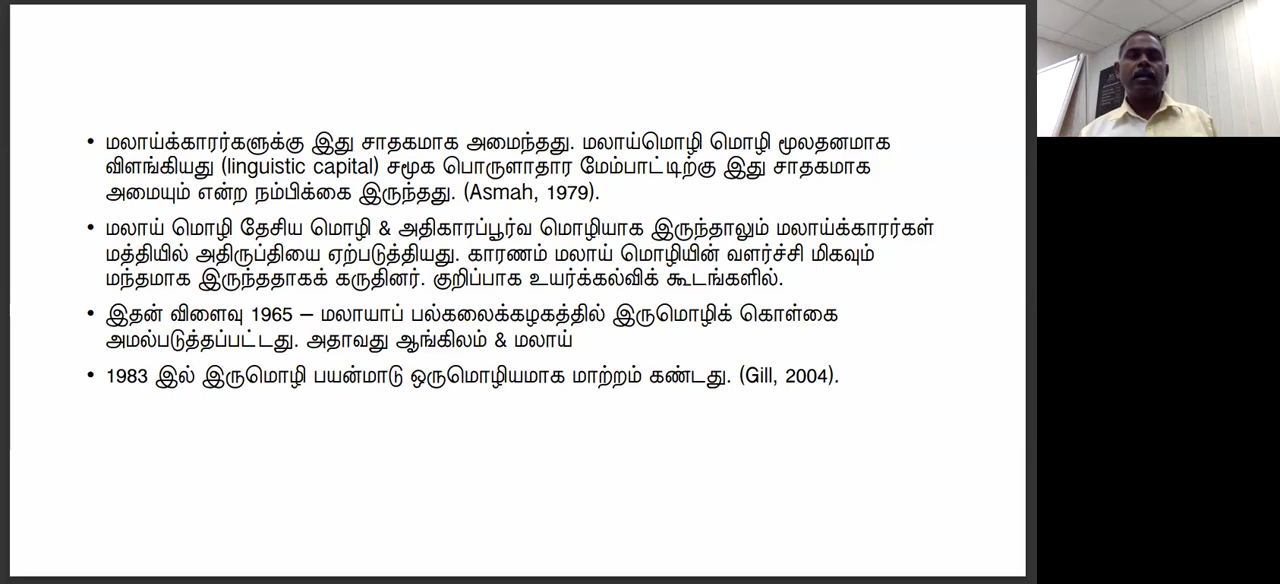 • மலாய்க்காரர்களுக்கு இது சாதகமாக அமைந்தது. மலாய்மொழி மொழி மூலதனமாக
விளங்கியது (linguistic capital) சமூக பொருளாதார மேம்பாட்டிற்கு இது சாதகமாக
அமையும் என்ற நம்பிக்கை இருந்தது. (Asmah, 1979).
• மலாய் மொழி தேசிய மொழி & அதிகாரப்பூர்வ மொழியாக இருந்தாலும் மலாய்க்காரர்கள்
மத்தியில் அதிருப்தியை ஏற்படுத்தியது. காரணம் மலாய் மொழியின் வளர்ச்சி மிகவும்
மந்தமாக இருந்ததாகக் கருதினர். குறிப்பாக உயர்க்கல்விக் கூடங்களில்.
• இதன் விளைவு 1965 – மலாயாப் பல்கலைக்கழகத்தில் இருமொழிக் கொள்கை
அமல்படுத்தப்பட்டது. அதாவது ஆங்கிலம் & மலாய்
• 1983 இல் இருமொழி பயன்மாடு ஒருமொழியமாக மாற்றம் கண்டது. (Gill, 2004).